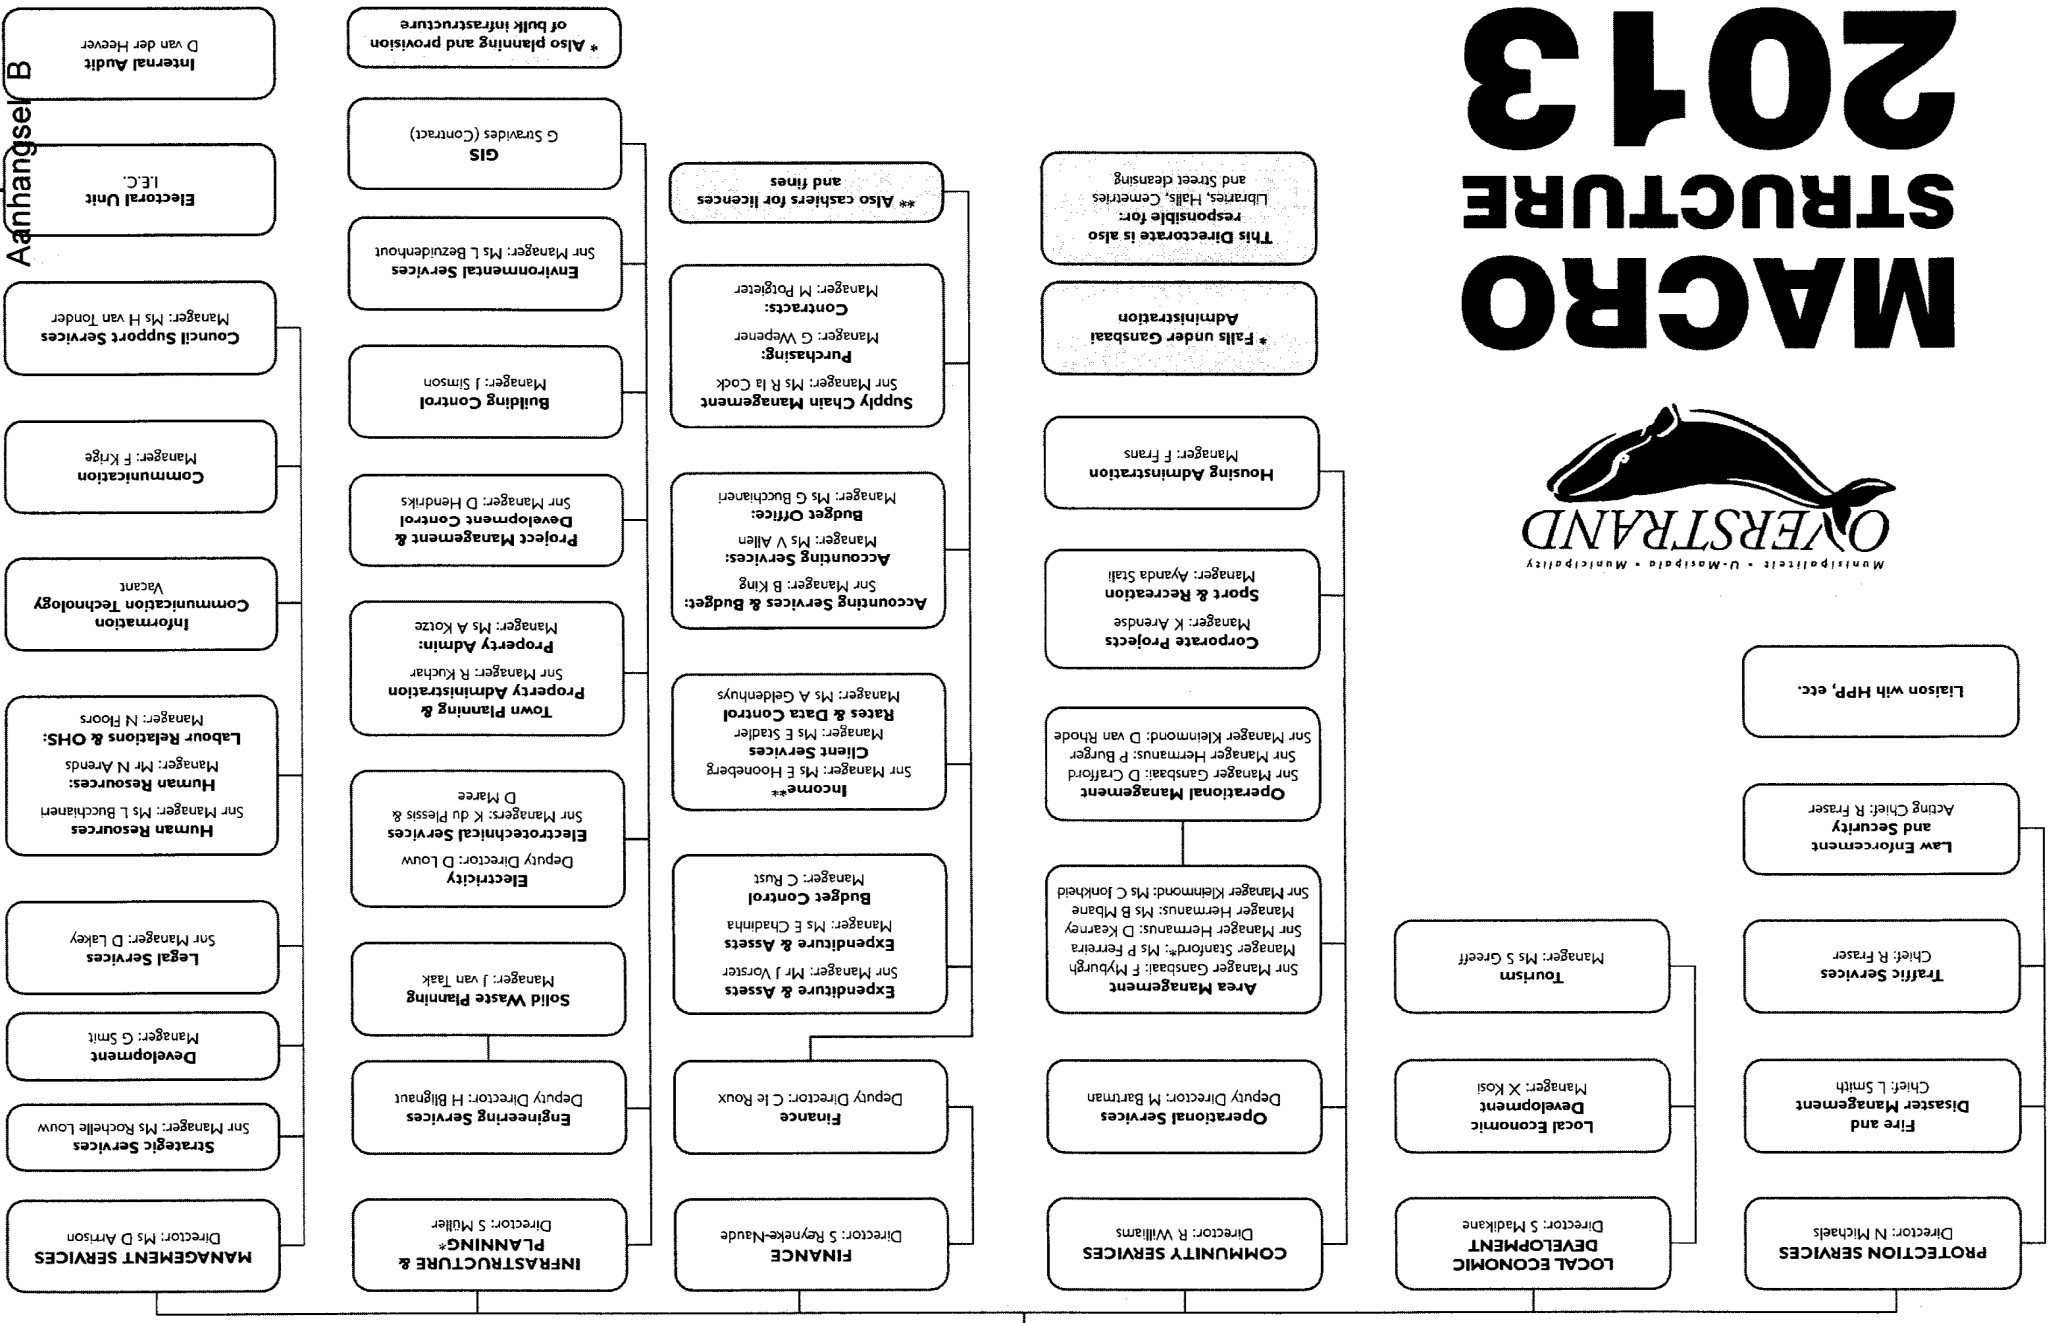 PROTECTION SERVICES
Director: N Michaels
Fire and
Disaster Management
Chief: L Smith
Traffic Services
Chief: R Fraser
Law Enforcement
and Security
Acting Chief: R Fraser
Liaison wih HPP, etc.
LOCAL ECONOMIC
DEVELOPMENT
Director: S Madikane
Local Economic
Development
Manager: X Kosi
Tourism
Manager: Ms S Greeff
Munisipaliteit • U-Masipala • Municipality
OVERSTRAND
MACRO
STRUCTURE
2013
COMMUNITY SERVICES
Director: R Williams
Operational Services
Deputy Director: M Bartman
Area Management
Snr Manager Gansbaai: F Myburgh
Manager Stanford*: Ms P Ferreira
Snr Manager Hermanus: D Kearney
Manager Hermanus: Ms B Mbane
Snr Manager Kleinmond: Ms C Jonkheid
Operational Management
Snr Manager Gansbaai: D Crafford
Snr Manager Hermanus: P Burger
Snr Manager Kleinmond: D van Rhode
Corporate Projects
Manager: K Arendse
Sport & Recreation
Manager: Ayanda Stali
Housing Adminstration
Manager: F Frans
* Falls under Gansbaai
Administration
This Directorate is also
responsible for:
Libraries, Halls, Cemetries
and Street cleansing
FINANCE
Director: S Reyneke-Naude
Finance
Deputy Director: C le Roux
Expenditure & Assets
Snr Manager: Mr J Vorster
Expenditure & Assets
Manager: Ms E Chadinha
Budget Control
Manager: C Rust
Income**
Snr Manager: Ms E Hooneberg
Client Services
Manager: Ms E Stadler
Rates & Data Control
Manager: Ms A Geldenhuys
Accounting Services & Budget:
Snr Manager: B King
Accounting Services:
Manager: Ms V Allen
Budget Office:
Manager: Ms G Bucchianeri
Supply Chain Management
Snr Manager: Ms R la Cock
Purchasing:
Manager: G Wepener
Contracts:
Manager: M Potgieter
** Also cashiers for licences
and fines
INFRASTRUCTURE &
PLANNING*
Director: S Müller
Engineering Services
Deputy Director: H Blignaut
Solid Waste Planning
Manager: J van Taak
Electricity
Deputy Director: D Louw
Electrotechnical Services
Snr Managers: K du Plessis &
D Maree
Town Planning &
Property Administration
Snr Manager: R Kuchar
Property Admin:
Manager: Ms A Kotze
Project Management &
Development Control
Snr Manager: D Hendriks
Building Control
Manager: J Simson
Environmental Services
Snr Manager: Ms L Bezuidenhout
GIS
G Stravides (Contract)
* Also planning and provision
of bulk infrastructure
MANAGEMENT SERVICES
Director: Ms D Arrison
Strategic Services
Snr Manager: Ms Rochelle Louw
Development
Manager: G Smit
Legal Services
Snr Manager: D Lakey
Human Resources
Snr Manager: Ms L Bucchianeri
Human Resources:
Manager: Mr N Arends
Labour Relations & OHS:
Manager: N Floors
Information
Communication Technology
Vacant
Communication
Manager: F Krige
Council Support Services
Manager: Ms H van Tonder
Electoral Unit
I.E.C.
Internal Audit
D van der Heever
Aanhangsel B